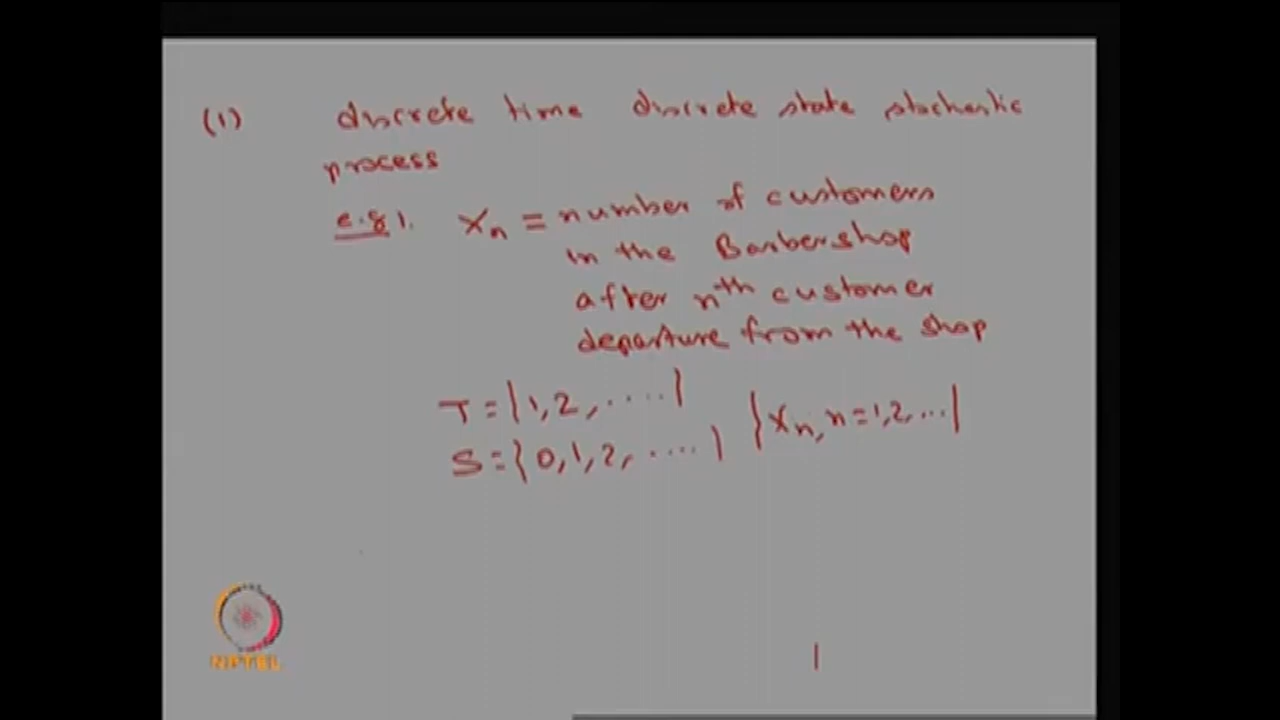 (1) discrete time discrete state stochastic
process
e.g 1. Xn = number of customers
in the Barbershop
after nth customer
departure from the shop
T = {1, 2, .....}
{Xn, n = 1, 2, ...}
S = {0, 1, 2, .....}
NPTEL